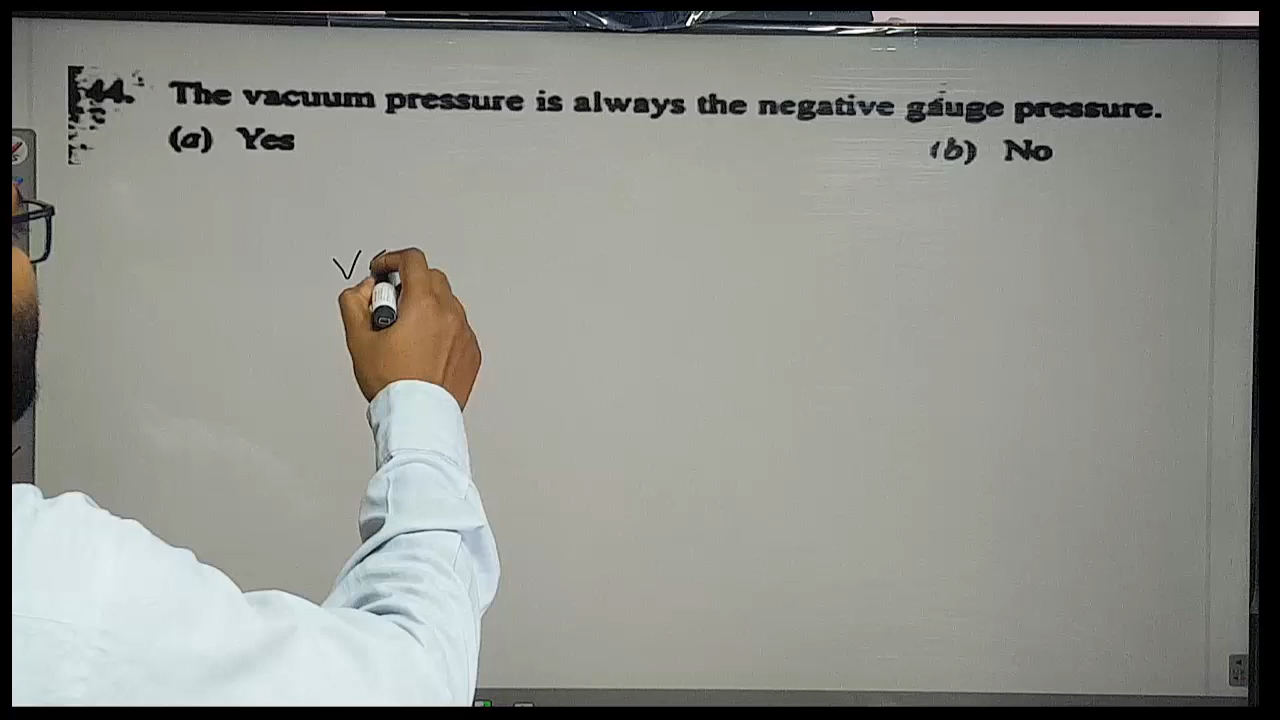 44. The vacuum pressure is always the negative gauge pressure.
(a) Yes (b) No
V